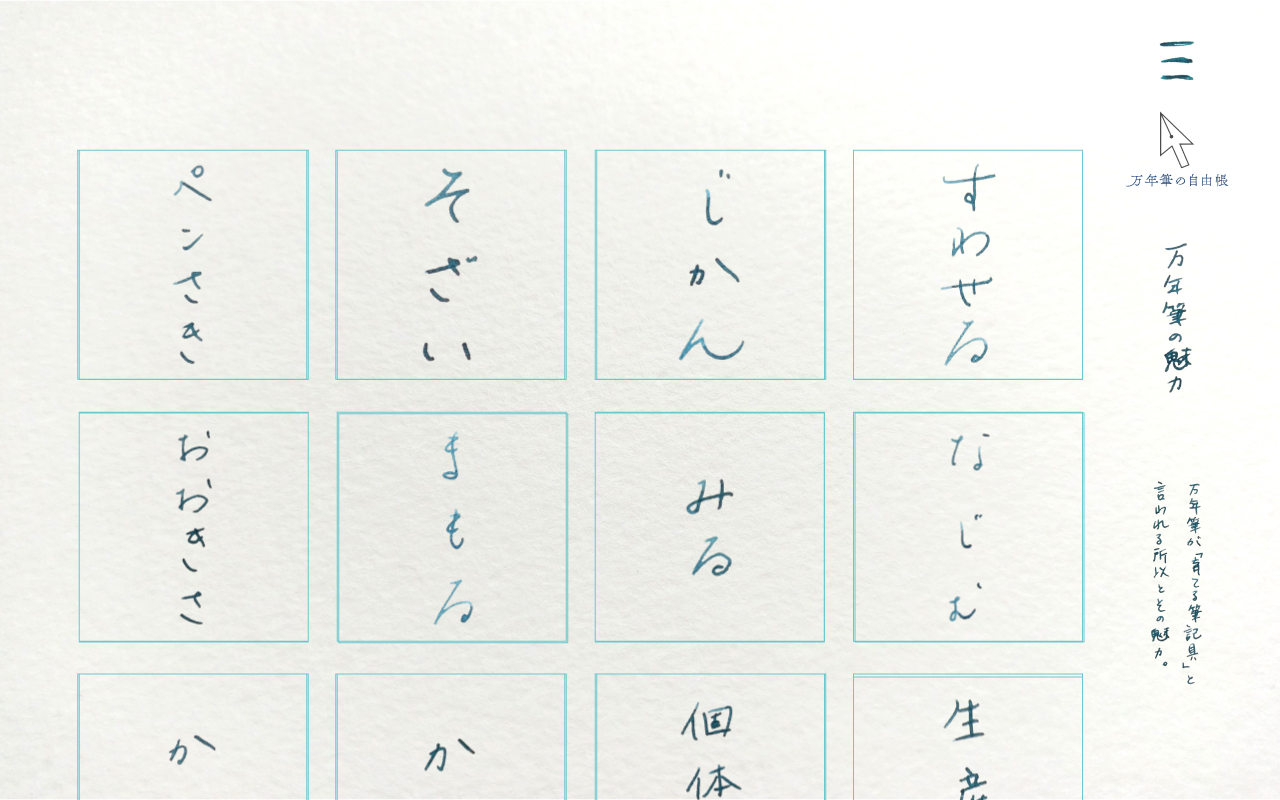 万年筆の自由帳
万年筆の魅力
万年筆が「育てる筆記具」と
言われる所以とその魅力。
すわせる
じかん
そざい
ペンさき
なじむ
みる
まもる
おおきさ
生産
個体
か
か